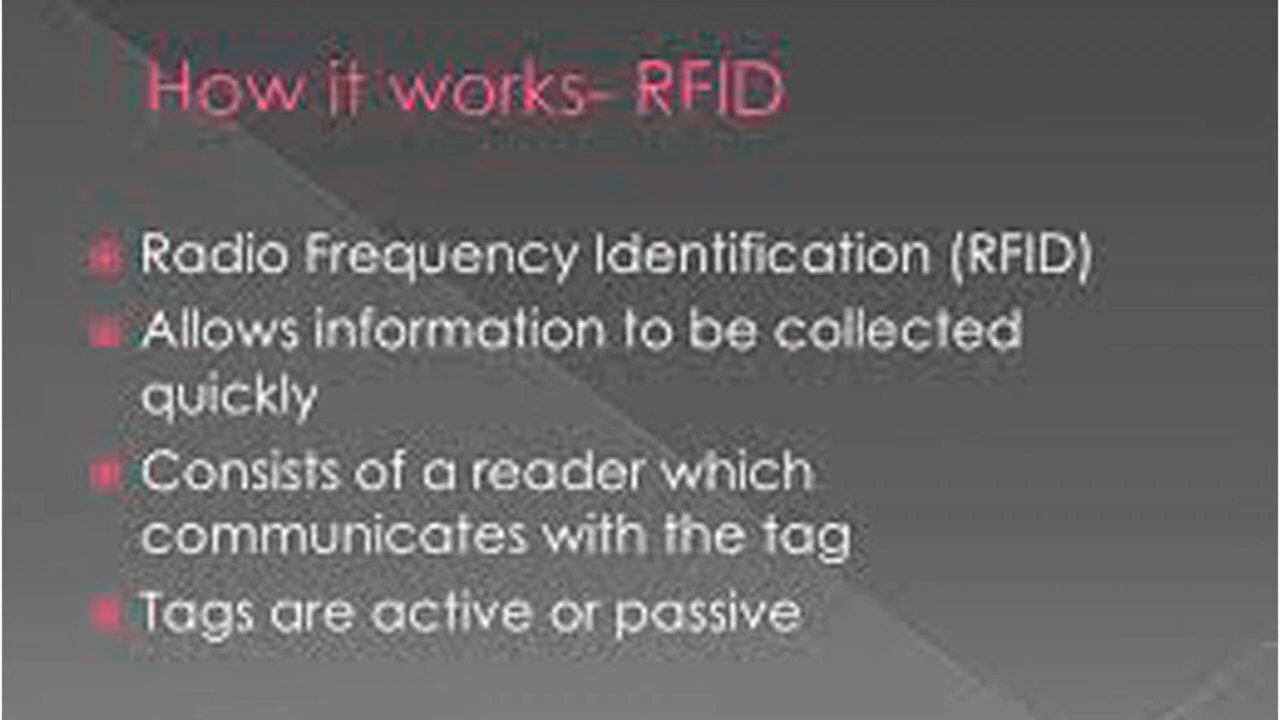 How it works- RFID
Radio Frequency Identification (RFID)
Allows information to be collected
quickly
Consists of a reader which
communicates with the tag
Tags are active or passive